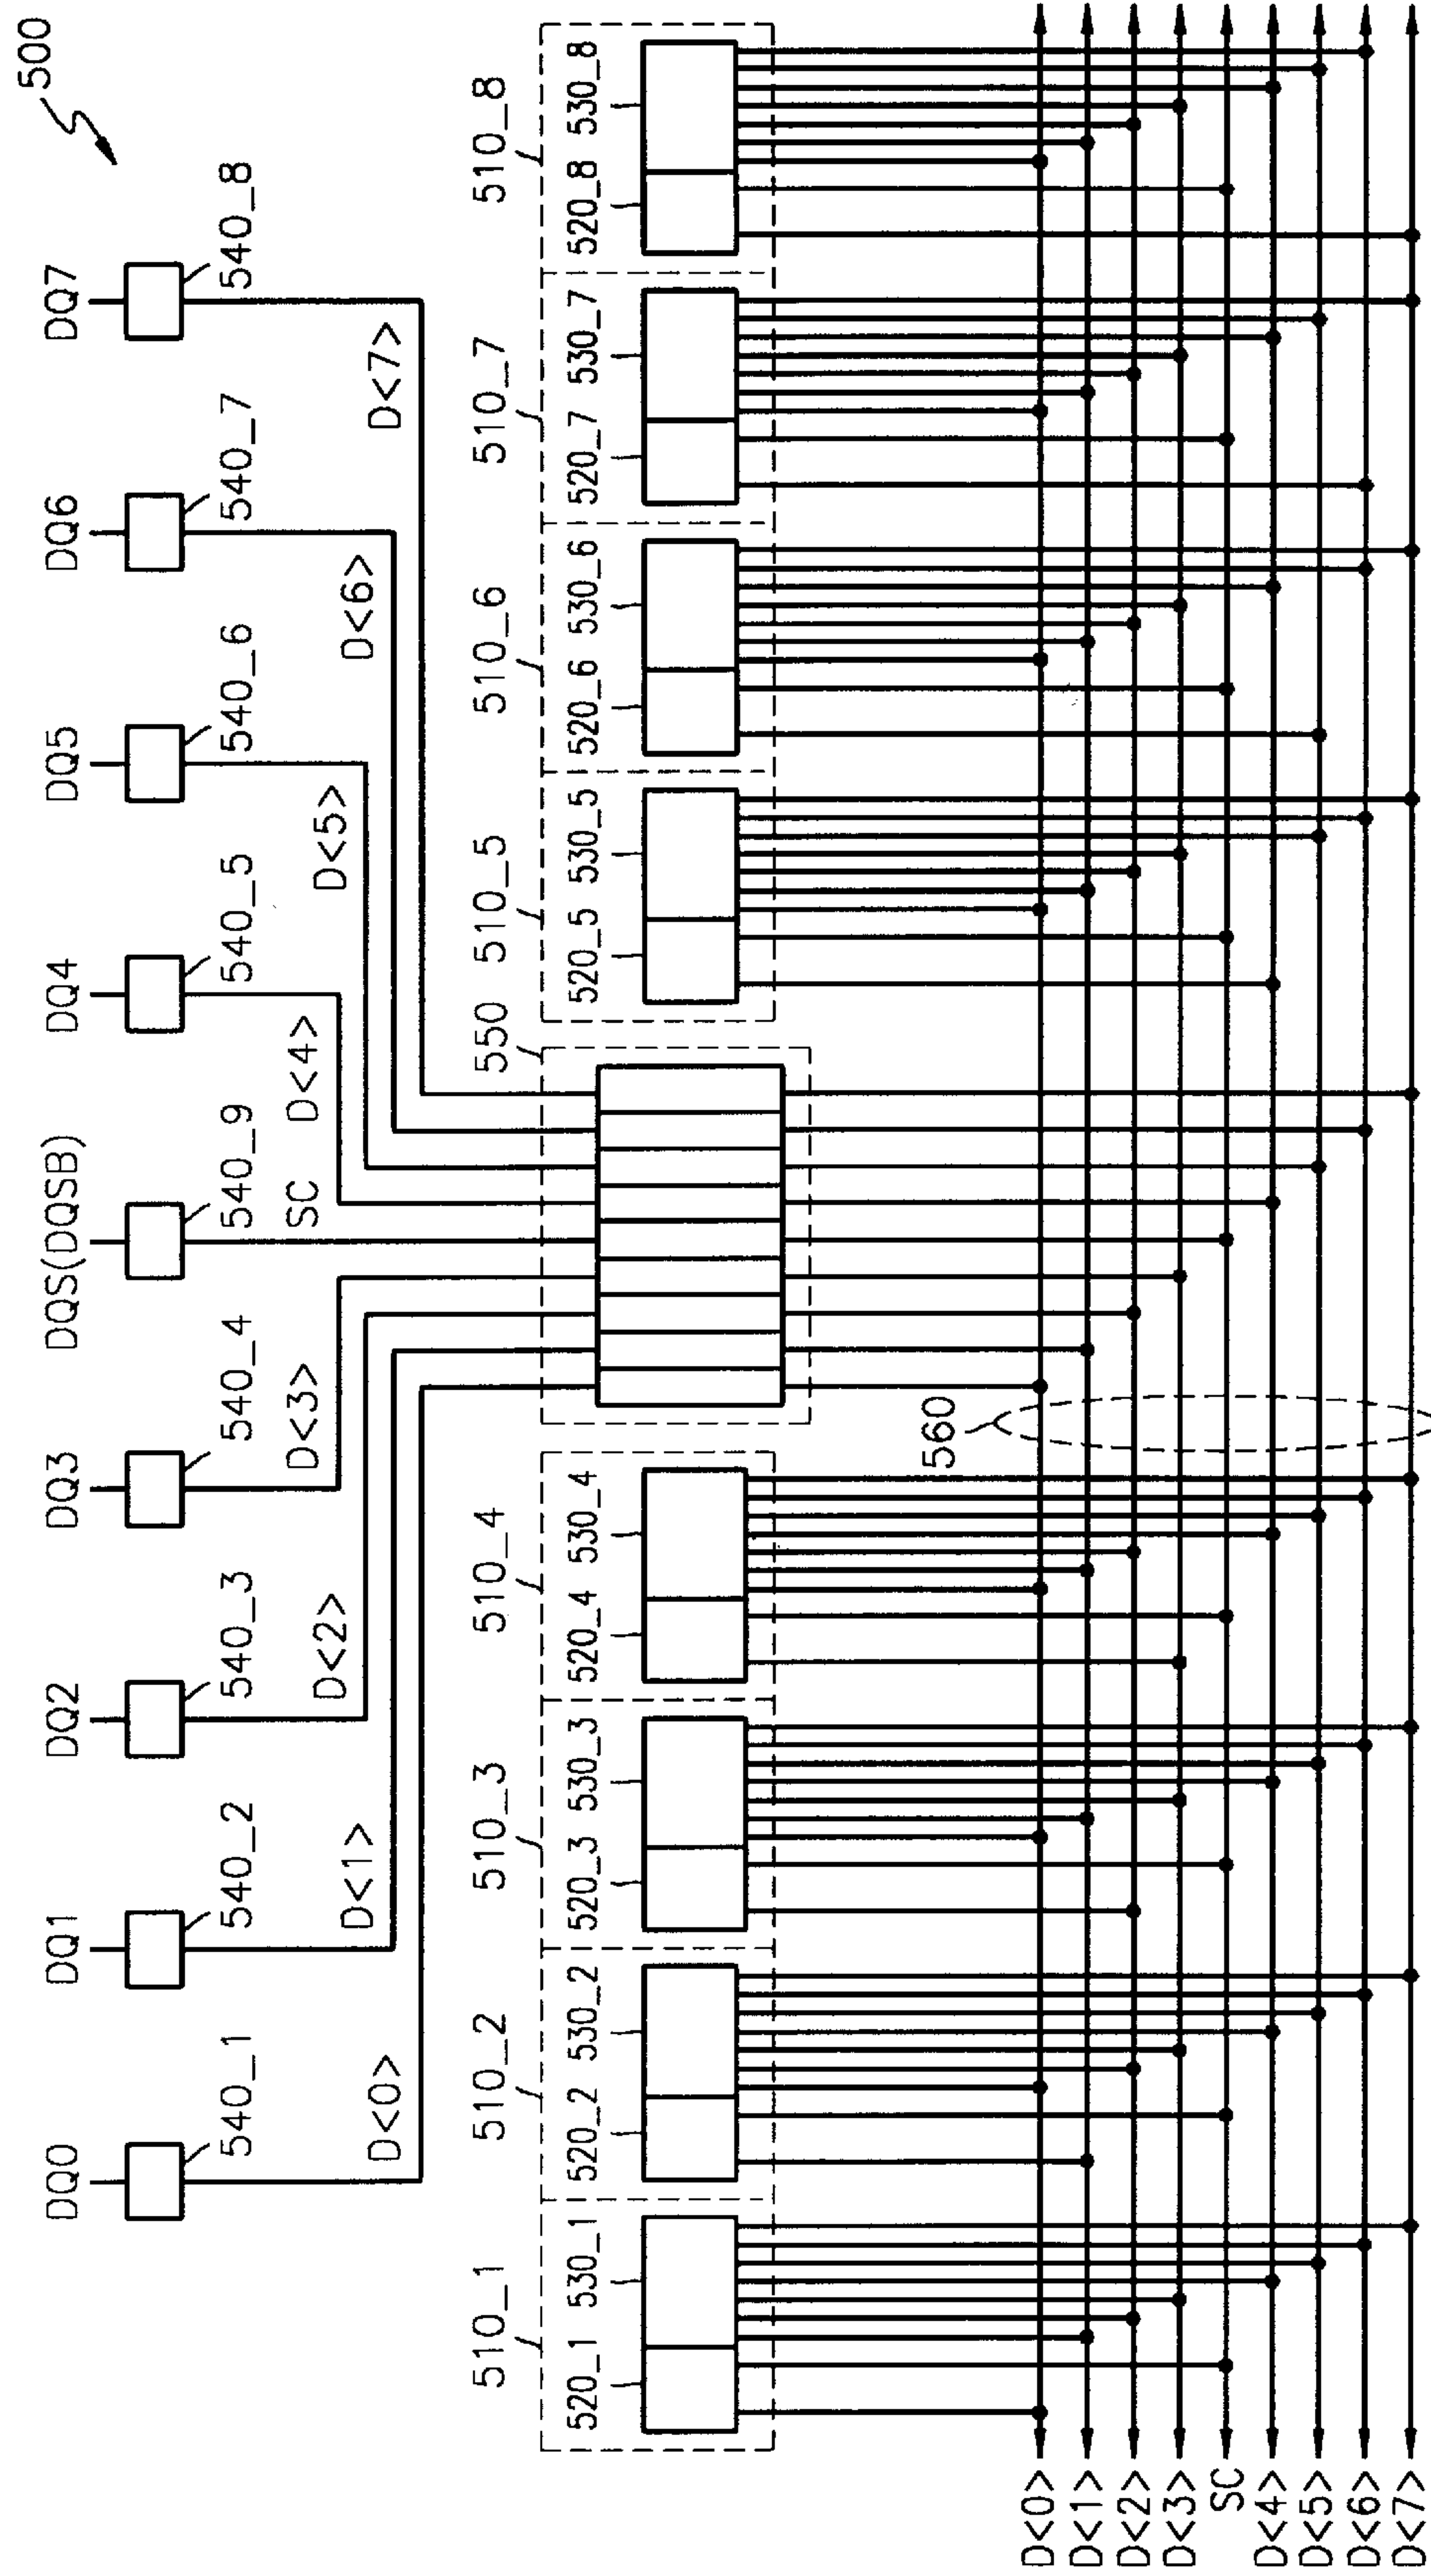 500
DQ0 DQ1 DQ2 DQ3 DQS(DQSB) DQ4 DQ5 DQ6 DQ7
540_1 540_2 540_3 540_4 540_9 540_5 540_6 540_7 540_8
D<0> D<1> D<2> D<3> SC D<4> D<5> D<6> D<7>
510_1 510_2 510_3 510_4 550 510_5 510_6 510_7 510_8
520_1 530_1 520_2 530_2 520_3 530_3 520_4 530_4 520_5 530_5 520_6 530_6 520_7 530_7 520_8 530_8
560
D<0>
D<1>
D<2>
D<3>
SC
D<4>
D<5>
D<6>
D<7>